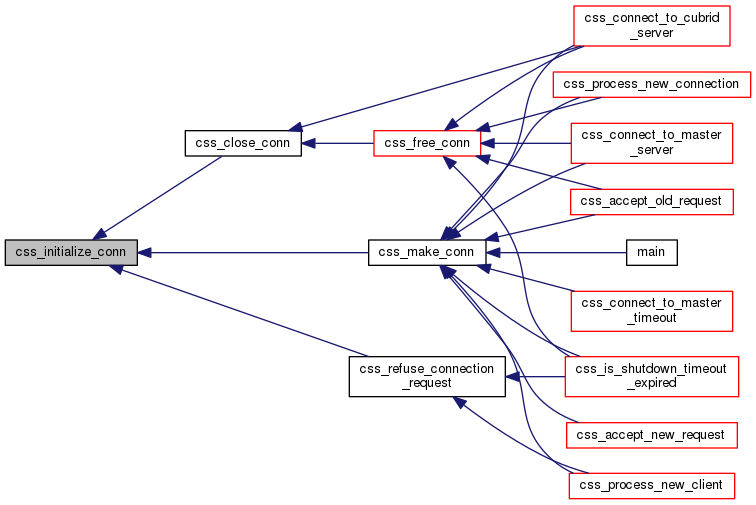 css_connect_to_cubrid
_server
css_process_new_connection
css_close_conn
css_free_conn
css_connect_to_master
_server
css_accept_old_request
css_initialize_conn
css_make_conn
main
css_connect_to_master
_timeout
css_refuse_connection
_request
css_is_shutdown_timeout
_expired
css_accept_new_request
css_process_new_client